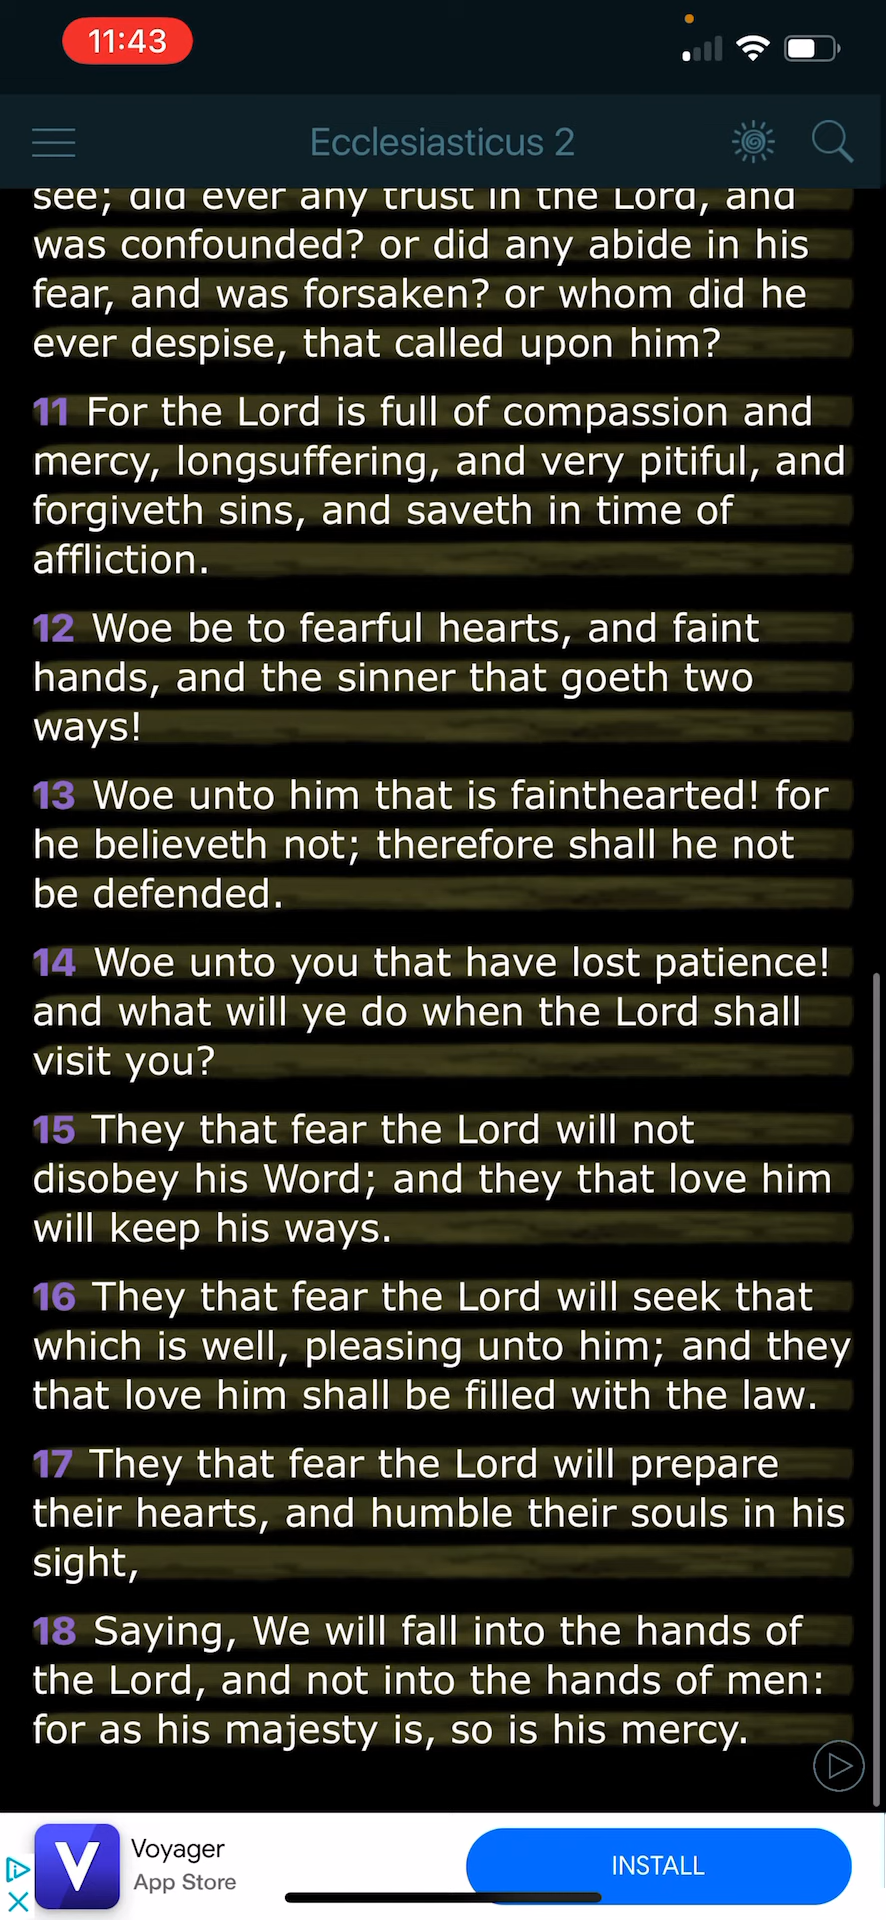 11:43
Ecclesiasticus 2
see; did ever any trust in the Lord, and
was confounded? or did any abide in his
fear, and was forsaken? or whom did he
ever despise, that called upon him?
11 For the Lord is full of compassion and
mercy, longsuffering, and very pitiful, and
forgiveth sins, and saveth in time of
affliction.
12 Woe be to fearful hearts, and faint
hands, and the sinner that goeth two
ways!
13 Woe unto him that is fainthearted! for
he believeth not; therefore shall he not
be defended.
14 Woe unto you that have lost patience!
and what will ye do when the Lord shall
visit you?
15 They that fear the Lord will not
disobey his Word; and they that love him
will keep his ways.
16 They that fear the Lord will seek that
which is well, pleasing unto him; and they
that love him shall be filled with the law.
17 They that fear the Lord will prepare
their hearts, and humble their souls in his
sight,
18 Saying, We will fall into the hands of
the Lord, and not into the hands of men:
for as his majesty is, so is his mercy.
V
Voyager
App Store
INSTALL